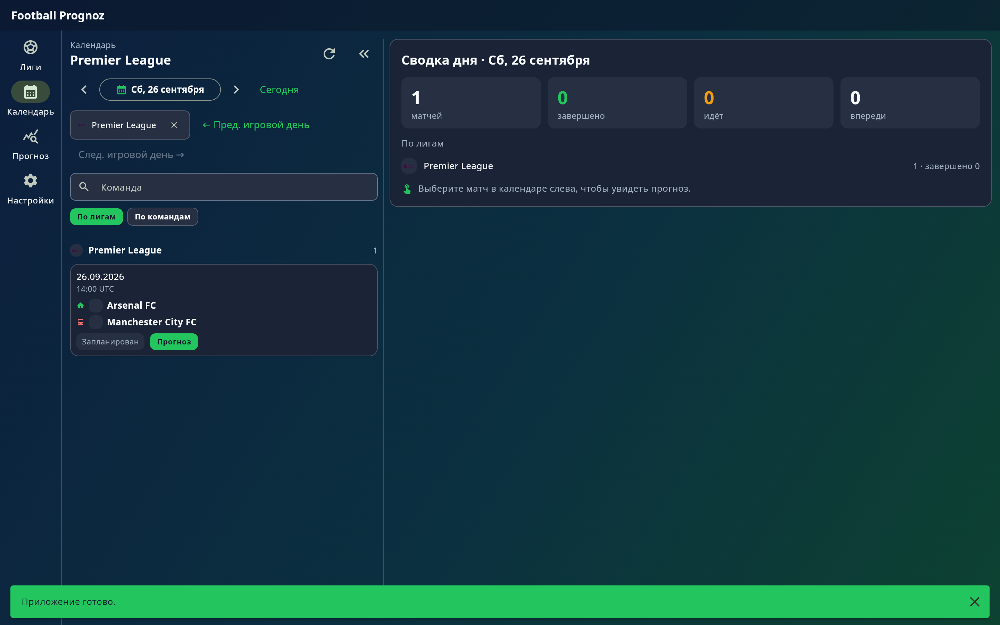 Football Prognoz
Лиги
Календарь
Прогноз
Настройки
Календарь
Premier League
Сб, 26 сентября
Сегодня
Premier League
← Пред. игровой день
След. игровой день →
Команда
По лигам
По командам
Premier League
1
26.09.2026
14:00 UTC
Arsenal FC
Manchester City FC
Запланирован
Прогноз
Сводка дня · Сб, 26 сентября
1
матчей
0
завершено
0
идёт
0
впереди
По лигам
Premier League
1 · завершено 0
Выберите матч в календаре слева, чтобы увидеть прогноз.
Приложение готово.